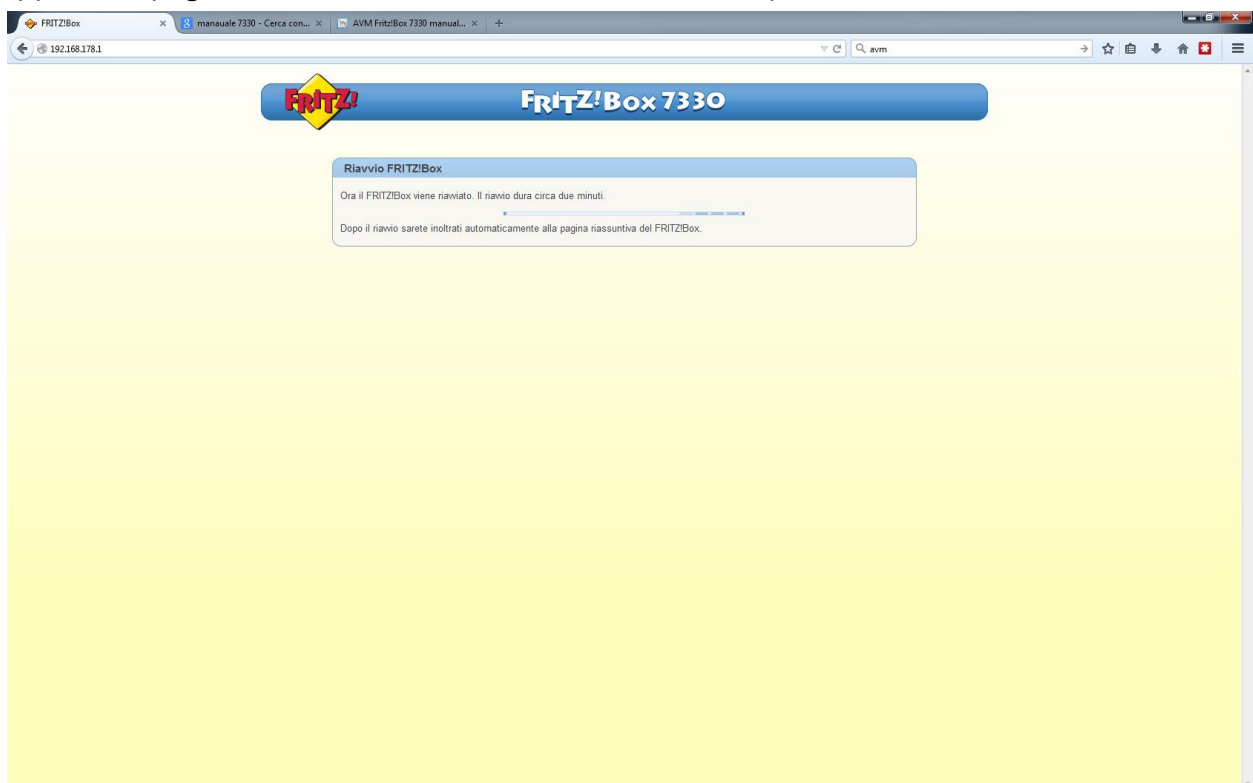 FRITZ!Box
manauale 7330 - Cerca con...
AVM Fritz!Box 7330 manual...
192.168.178.1
avm
FRITZ!
FRITZ!Box 7330
Riavvio FRITZ!Box
Ora il FRITZ!Box viene riavviato. Il riavvio dura circa due minuti.
Dopo il riavvio sarete inoltrati automaticamente alla pagina riassuntiva del FRITZ!Box.